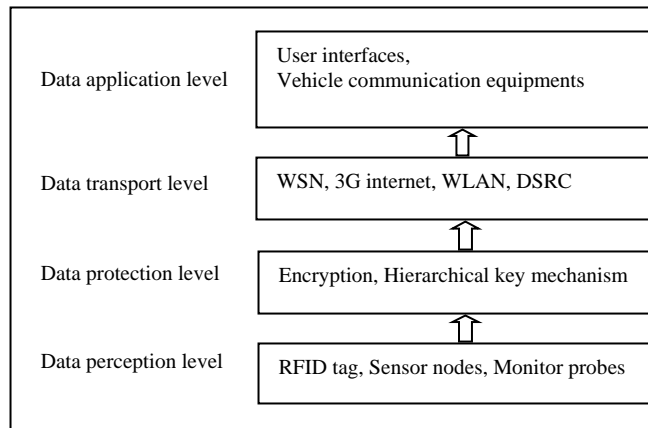 Data application level
User interfaces,
Vehicle communication equipments
Data transport level
WSN, 3G internet, WLAN, DSRC
Data protection level
Encryption, Hierarchical key mechanism
Data perception level
RFID tag, Sensor nodes, Monitor probes